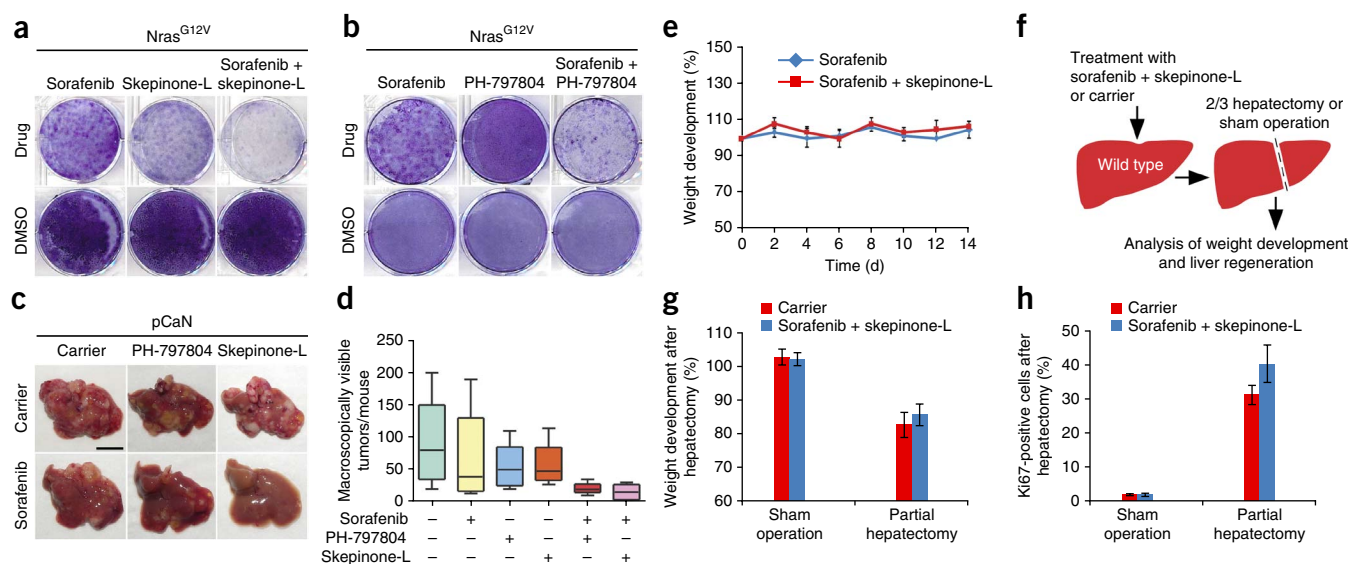 a
Nras^G12V
Sorafenib Skepinone-L Sorafenib + skepinone-L
Drug
DMSO
b
Nras^G12V
Sorafenib PH-797804 Sorafenib + PH-797804
Drug
DMSO
c
pCaN
Carrier PH-797804 Skepinone-L
Carrier
Sorafenib
d
Macroscopically visible
tumors/mouse
250
200
150
100
50
0
Sorafenib – + – – + +
PH-797804 – – + – + –
Skepinone-L – – – + – +
e
Weight development (%)
150
130
110
90
70
50
0 2 4 6 8 10 12 14
Time (d)
Sorafenib
Sorafenib + skepinone-L
f
Treatment with
sorafenib + skepinone-L
or carrier
2/3 hepatectomy or
sham operation
Wild type
Analysis of weight development
and liver regeneration
g
Carrier
Sorafenib + skepinone-L
Weight development after
hepatectomy (%)
110
100
90
80
70
60
Sham
operation
Partial
hepatectomy
h
Carrier
Sorafenib + skepinone-L
Ki67-positive cells after
hepatectomy (%)
50
40
30
20
10
0
Sham
operation
Partial
hepatectomy